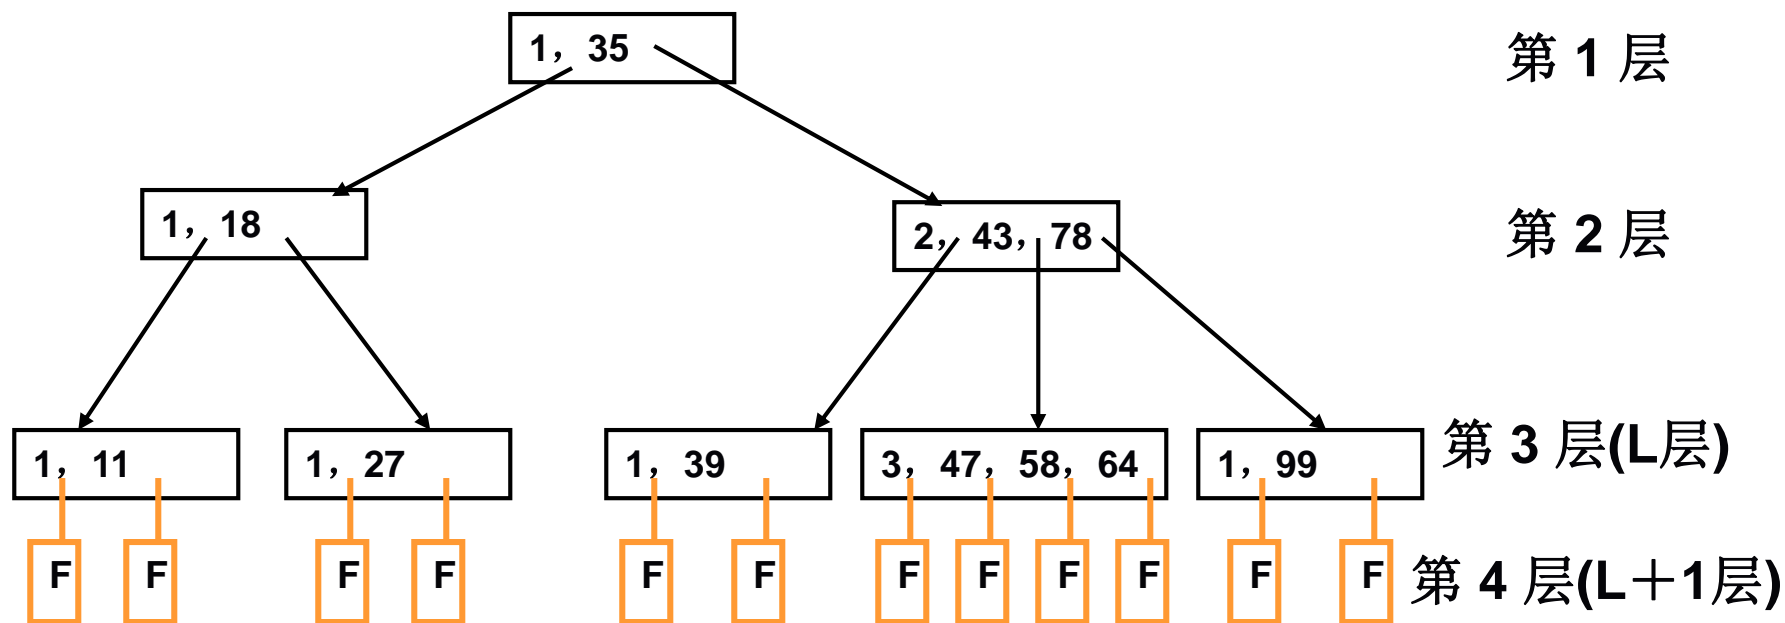 1，35
第 1 层
1，18
2，43，78
第 2 层
1，11
1，27
1，39
3，47，58，64
1，99
第 3 层(L层)
F
F
F
F
F
F
F
F
F
F
F
F
第 4 层(L＋1层)